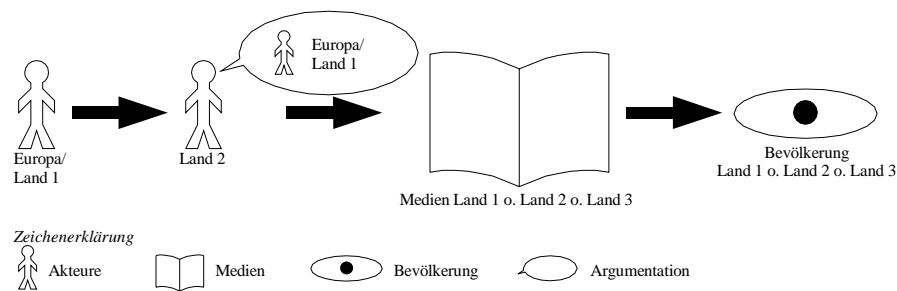 Europa/
Land 1
Europa/
Land 1
Land 2
Medien Land 1 o. Land 2 o. Land 3
Bevölkerung
Land 1 o. Land 2 o. Land 3
Zeichenerklärung
Akteure
Medien
Bevölkerung
Argumentation